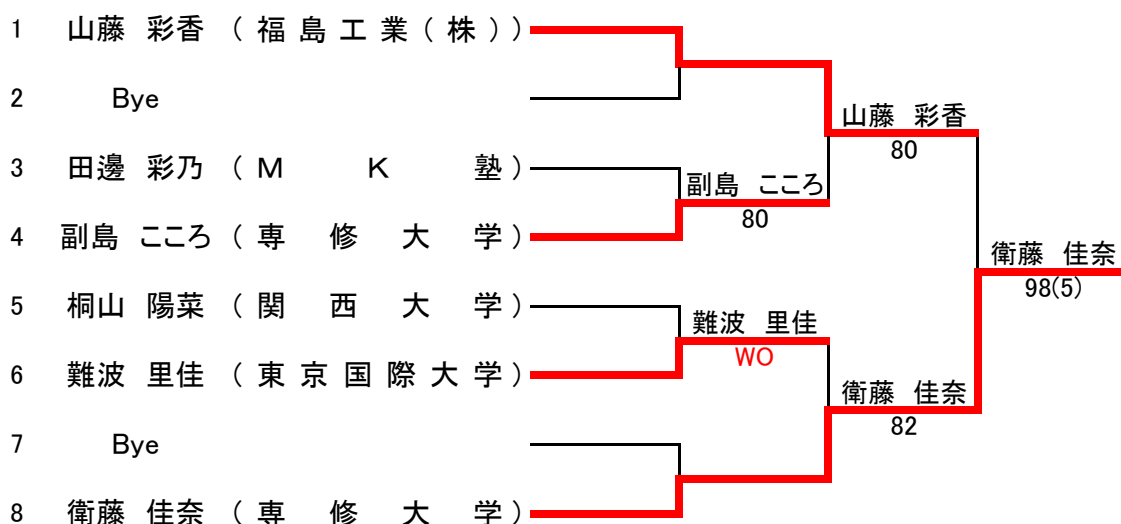 1 山藤 彩香 (福島工業(株))
2 Bye
山藤 彩香
80
3 田邊 彩乃 (MK塾)
副島 こころ
80
4 副島 こころ (専修大学)
衛藤 佳奈
98(5)
5 桐山 陽菜 (関西大学)
難波 里佳
WO
6 難波 里佳 (東京国際大学)
衛藤 佳奈
82
7 Bye
8 衛藤 佳奈 (専修大学)